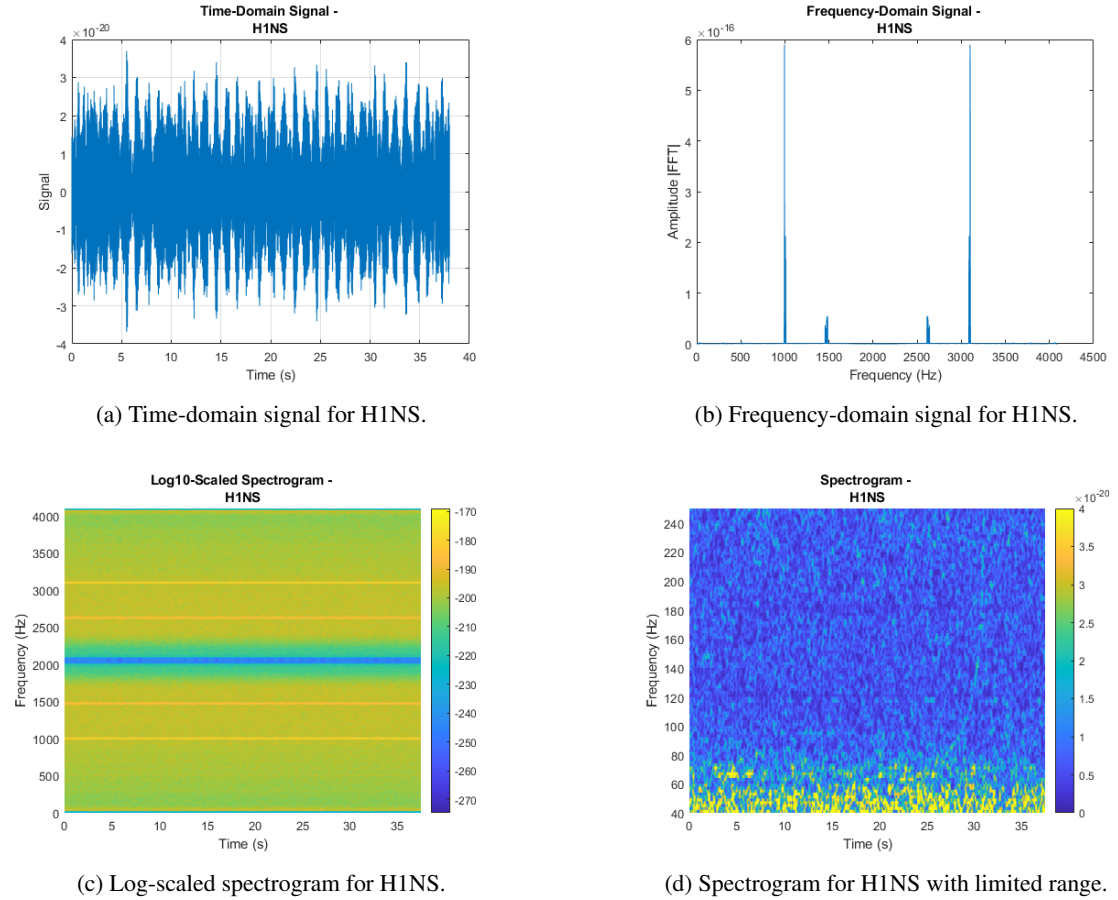 Time-Domain Signal -
H1NS
× 10⁻²⁰
4
3
2
1
0
-1
-2
-3
-4
Signal
0 5 10 15 20 25 30 35 40
Time (s)
(a) Time-domain signal for H1NS.
Frequency-Domain Signal -
H1NS
× 10⁻¹⁶
6
5
4
3
2
1
0
Amplitude |FFT|
0 500 1000 1500 2000 2500 3000 3500 4000 4500
Frequency (Hz)
(b) Frequency-domain signal for H1NS.
Log10-Scaled Spectrogram -
H1NS
4000
3500
3000
2500
2000
1500
1000
500
0
Frequency (Hz)
0 5 10 15 20 25 30 35
Time (s)
-170
-180
-190
-200
-210
-220
-230
-240
-250
-260
-270
(c) Log-scaled spectrogram for H1NS.
Spectrogram -
H1NS
240
220
200
180
160
140
120
100
80
60
40
Frequency (Hz)
0 5 10 15 20 25 30 35
Time (s)
× 10⁻²⁰
4
3.5
3
2.5
2
1.5
1
0.5
0
(d) Spectrogram for H1NS with limited range.